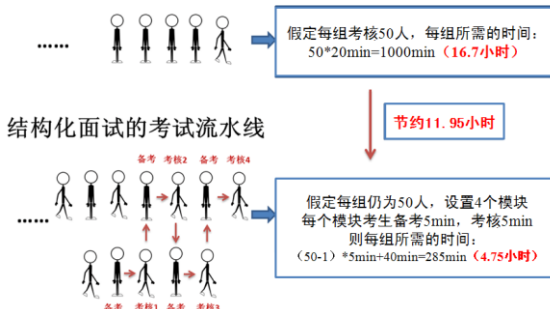 ……
假定每组考核50人，每组所需的时间：
50*20min=1000min（16.7小时）
节约11.95小时
结构化面试的考试流水线
备考 考核2 备考 考核4
……
假定每组仍为50人，设置4个模块
每个模块考生备考5min，考核5min
则每组所需的时间：
（50-1）*5min+40min=285min（4.75小时）
备考 考核1 备考 考核3